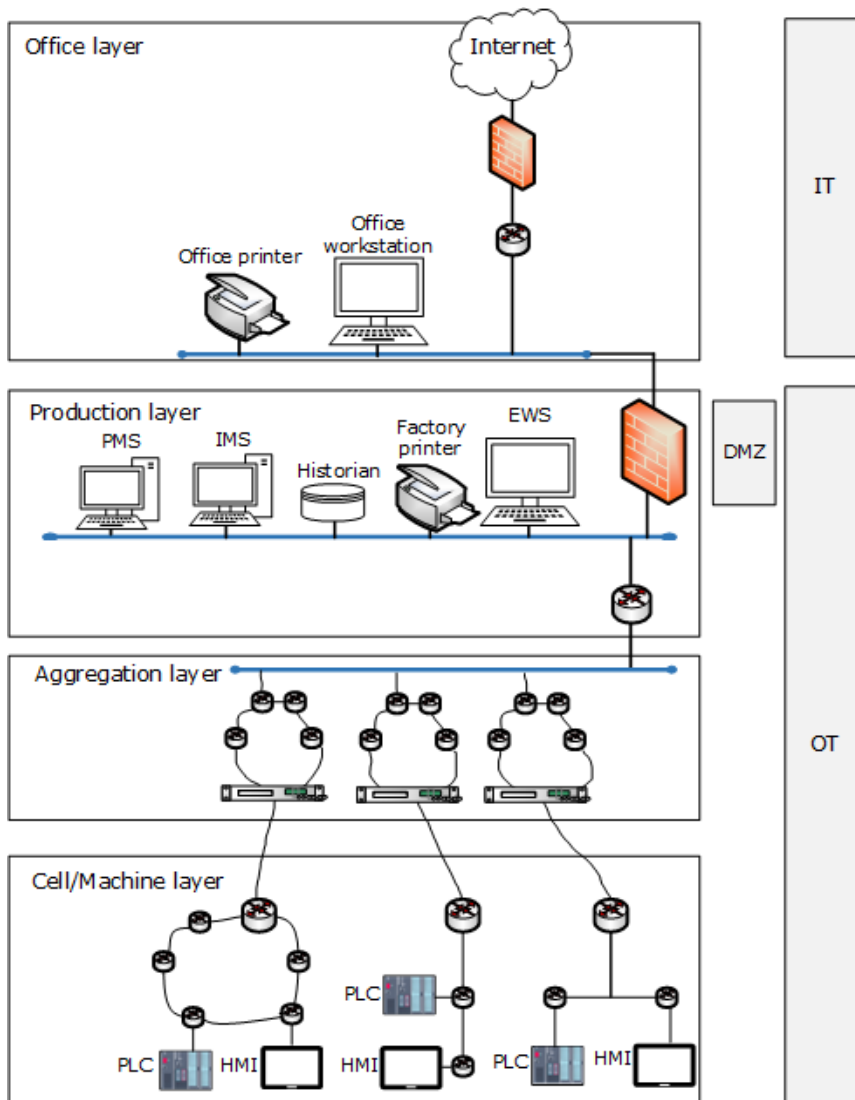 Office layer
Internet
IT
Office
workstation
Office printer
Production layer
PMS
IMS
Historian
Factory
printer
EWS
DMZ
Aggregation layer
OT
Cell/Machine layer
PLC
HMI
PLC
HMI
PLC
HMI